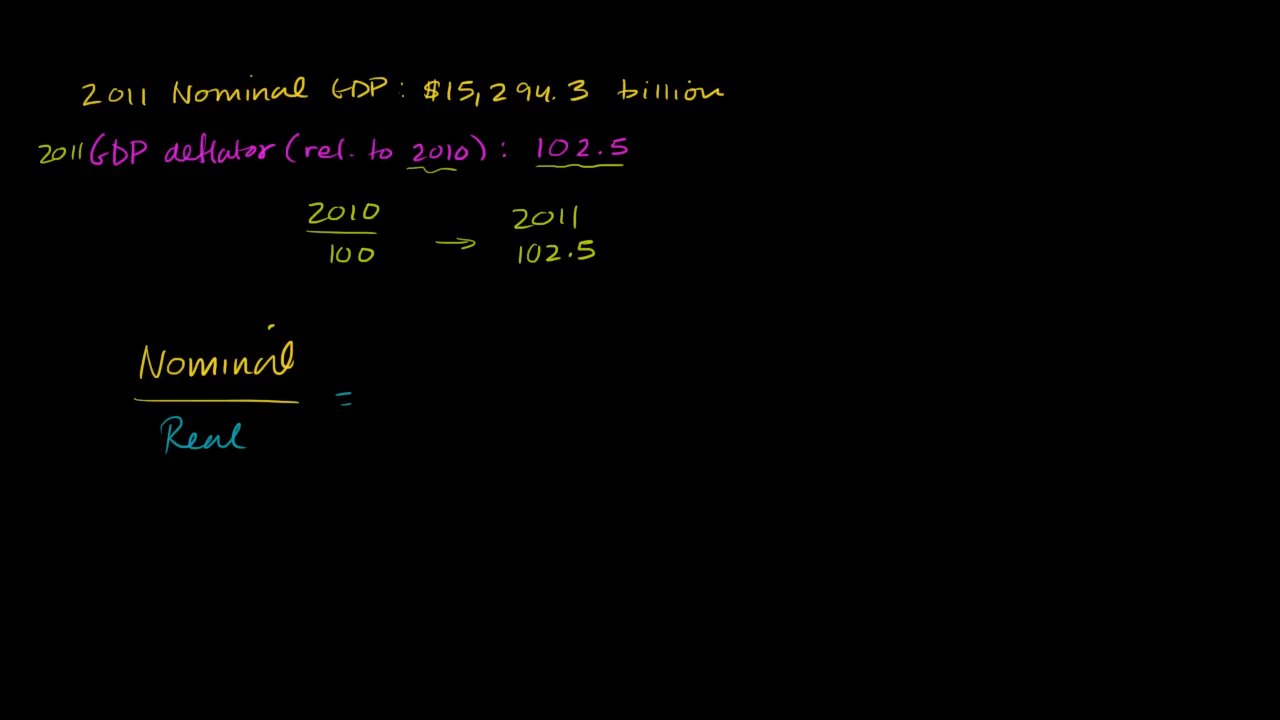 2011 Nominal GDP: $15,294.3 billion
2011 GDP deflator (rel. to 2010): 102.5
2010 2011
100 → 102.5
Nominal
Real =